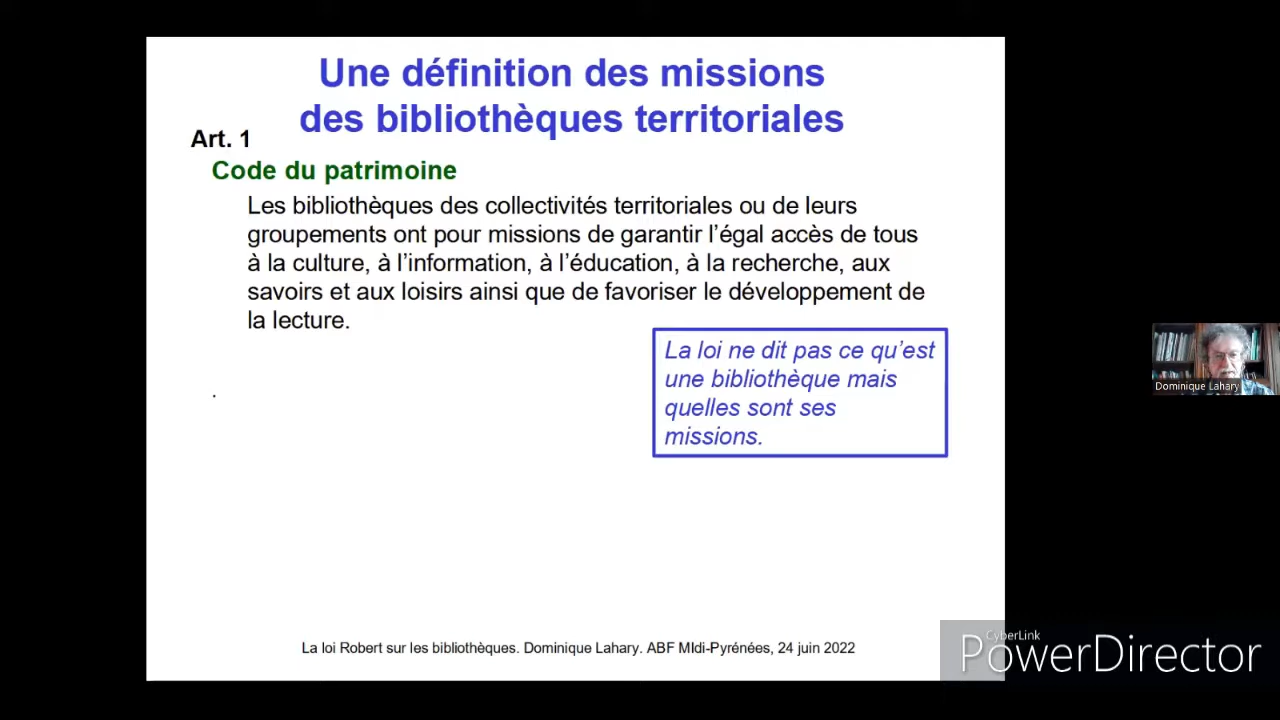 Une définition des missions
des bibliothèques territoriales
Art. 1
Code du patrimoine
Les bibliothèques des collectivités territoriales ou de leurs
groupements ont pour missions de garantir l’égal accès de tous
à la culture, à l’information, à l’éducation, à la recherche, aux
savoirs et aux loisirs ainsi que de favoriser le développement de
la lecture.
La loi ne dit pas ce qu’est
une bibliothèque mais
quelles sont ses
missions.
.
Dominique Lahary
La loi Robert sur les bibliothèques. Dominique Lahary. ABF MIdi-Pyrénées, 24 juin 2022
CyberLink
PowerDirector